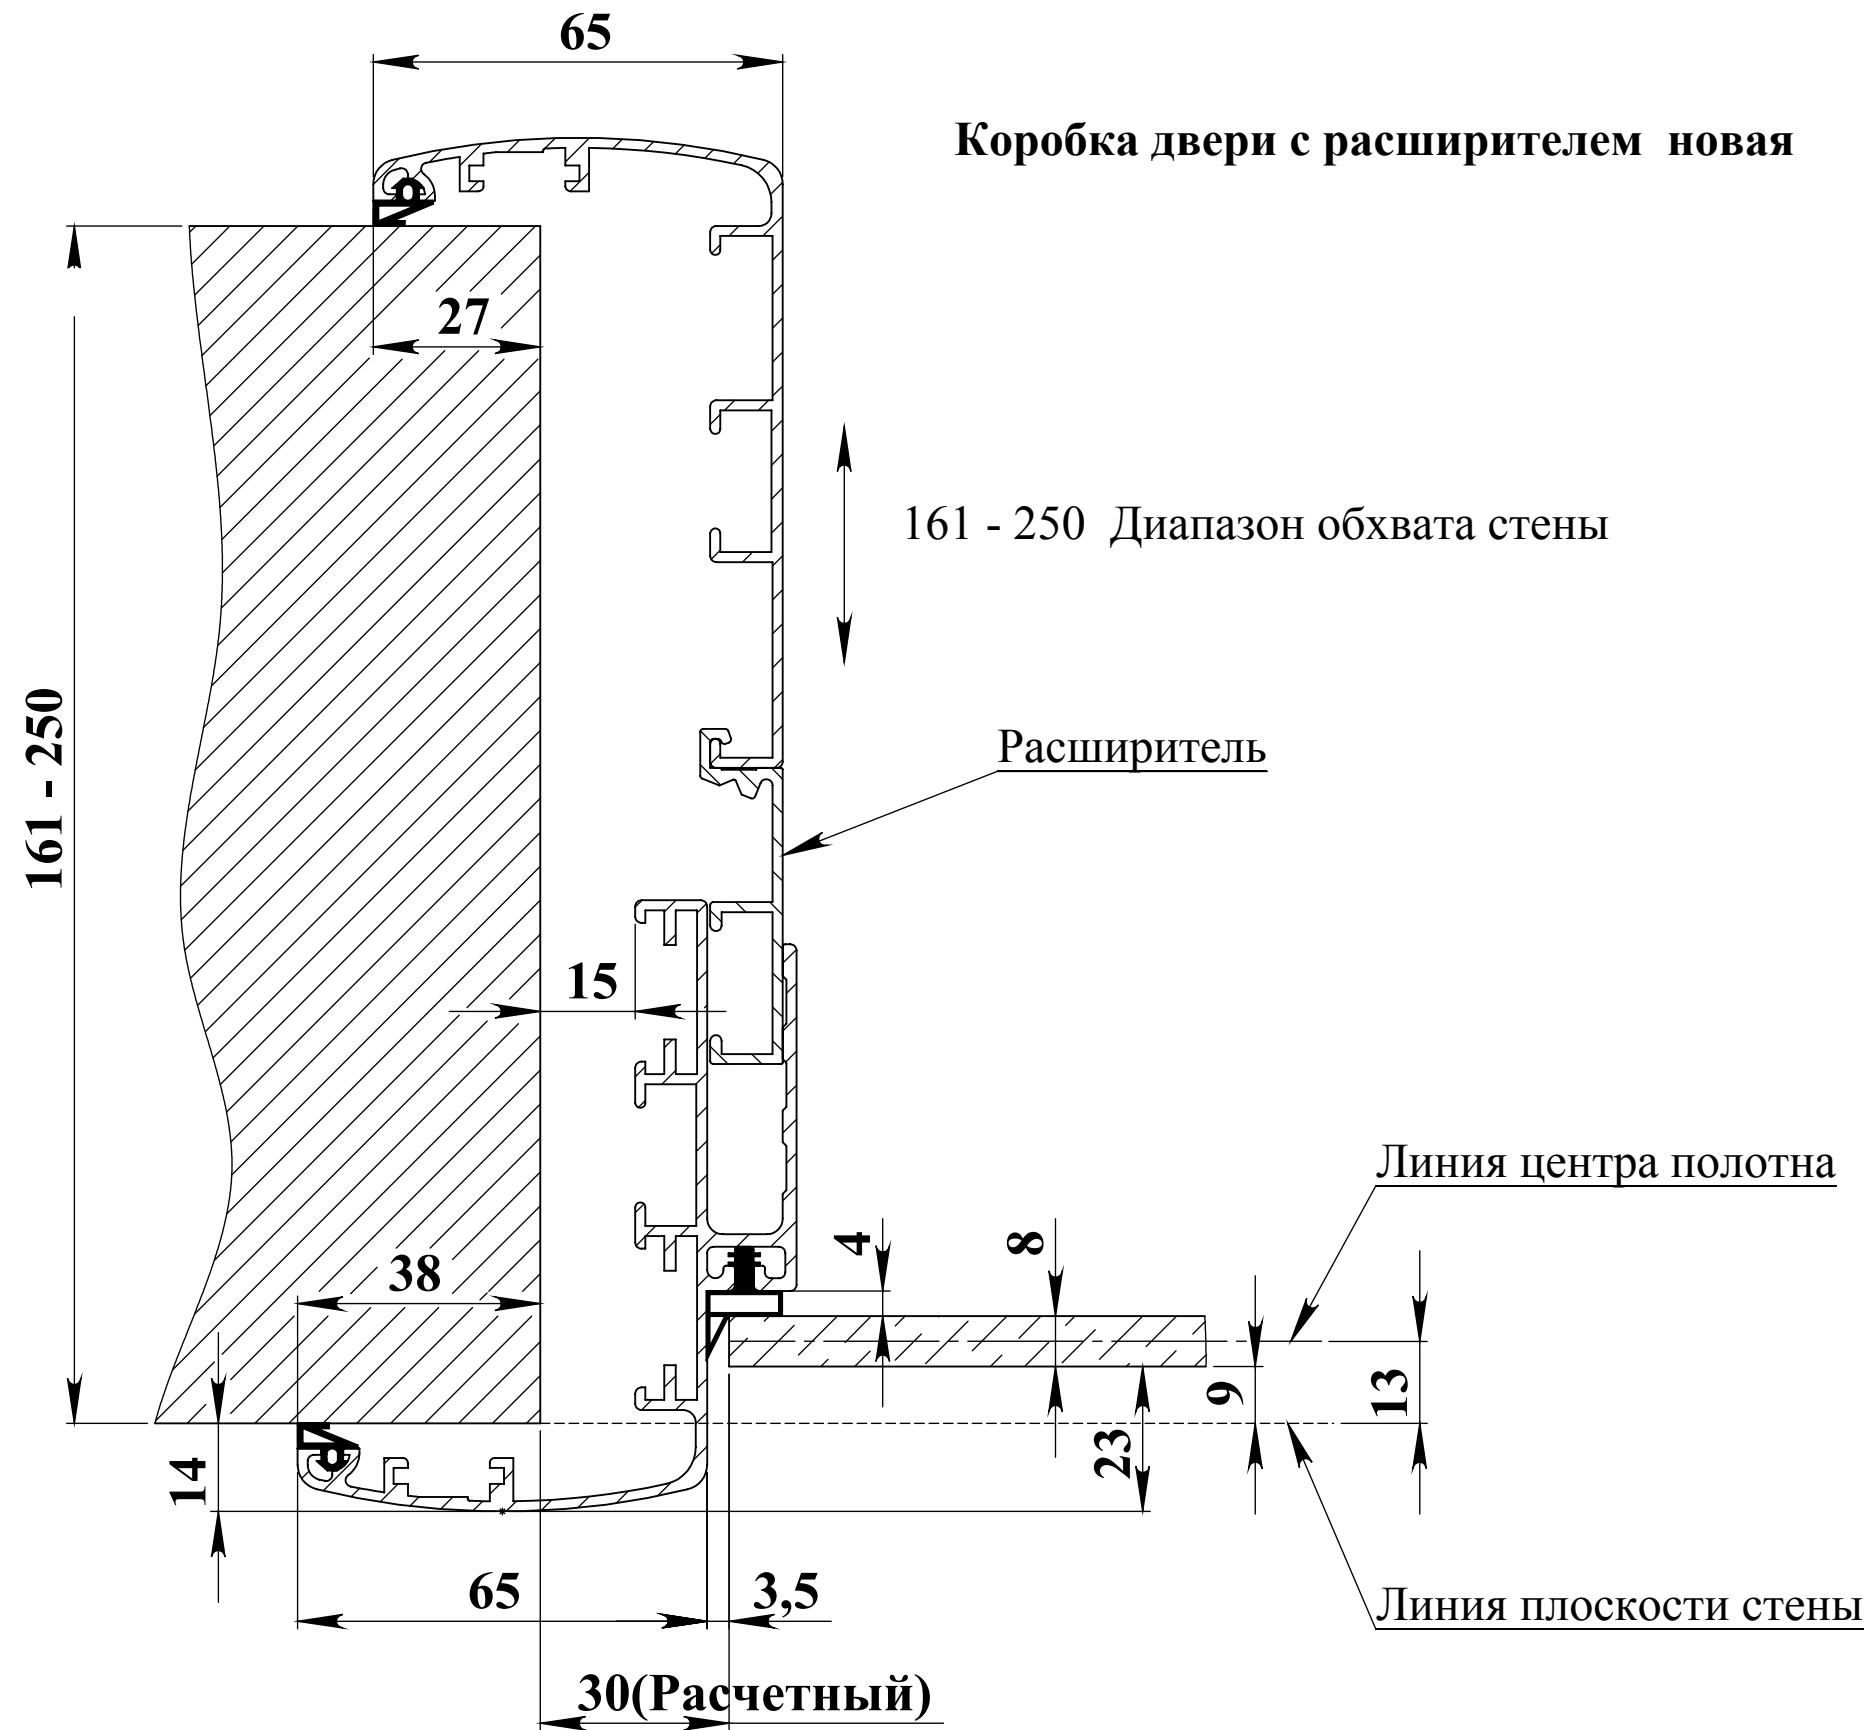 65
Коробка двери с расширителем новая
27
161 - 250 Диапазон обхвата стены
161 - 250
Расширитель
15
Линия центра полотна
4
8
38
9
13
23
14
65
3,5
Линия плоскости стены
30(Расчетный)